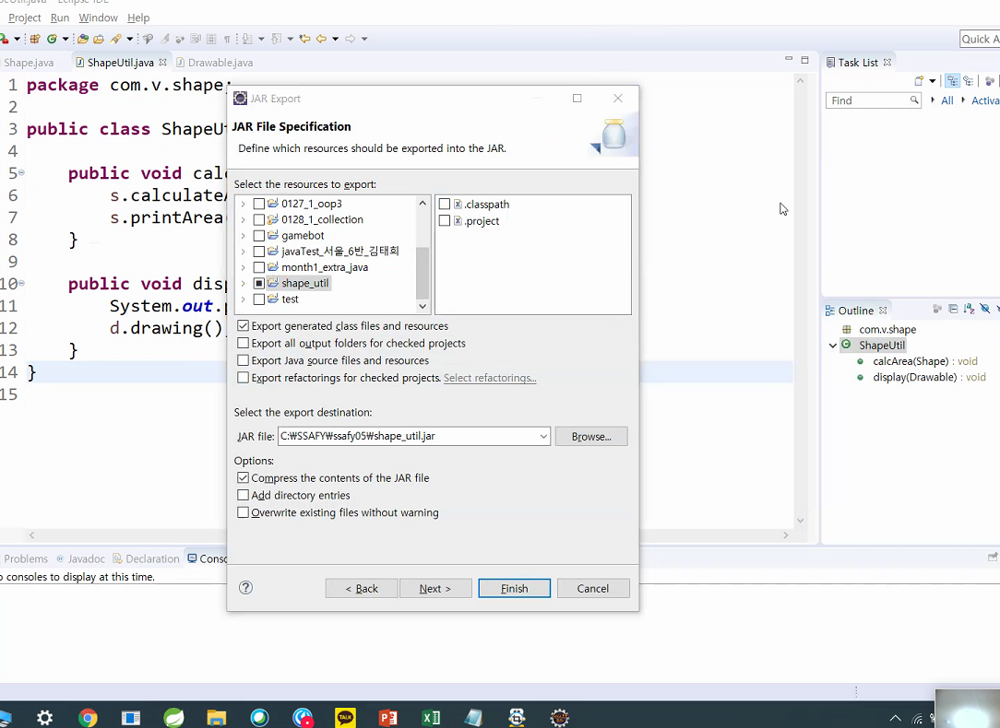 Project Run Window Help
Quick A
Shape.java ShapeUtil.java Drawable.java
1 package com.v.shape;
2
3 public class ShapeUt
4
5 public void cal
6 s.calculateA
7 s.printArea(
8 }
9
10 public void dis
11 System.out.
12 d.drawing()
13 }
14 }
15
JAR Export
JAR File Specification
Define which resources should be exported into the JAR.
Select the resources to export:
0127_1_oop3
0128_1_collection
gamebot
javaTest_서울_6반_김태희
month1_extra_java
shape_util
test
.classpath
.project
Export generated class files and resources
Export all output folders for checked projects
Export Java source files and resources
Export refactorings for checked projects. Select refactorings...
Select the export destination:
JAR file: C:₩SSAFY₩ssafy05₩shape_util.jar Browse...
Options:
Compress the contents of the JAR file
Add directory entries
Overwrite existing files without warning
< Back Next > Finish Cancel
Task List
Find All Activa
Outline
com.v.shape
ShapeUtil
calcArea(Shape) : void
display(Drawable) : void
Problems Javadoc Declaration Conso
o consoles to display at this time.
TALK